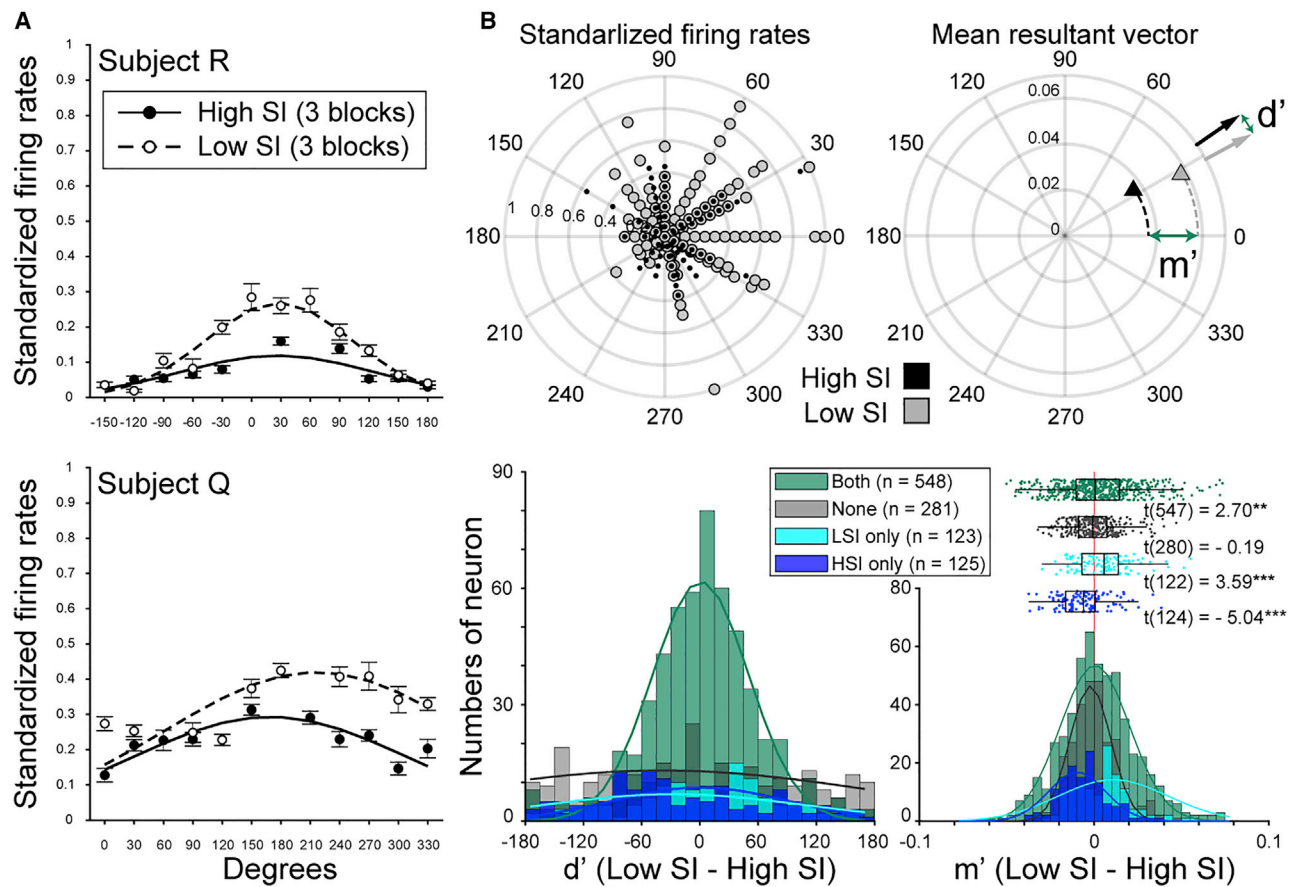 A
Subject R
High SI (3 blocks)
Low SI (3 blocks)
Standardized firing rates
1
0.9
0.8
0.7
0.6
0.5
0.4
0.3
0.2
0.1
0
-150 -120 -90 -60 -30 0 30 60 90 120 150 180
Subject Q
Standardized firing rates
1
0.9
0.8
0.7
0.6
0.5
0.4
0.3
0.2
0.1
0
0 30 60 90 120 150 180 210 240 270 300 330
Degrees
B
Standarlized firing rates
90
60
30
0
330
300
270
240
210
180
150
120
1 0.8 0.6 0.4
High SI
Low SI
Mean resultant vector
90
60
30
0
330
300
270
240
210
180
150
120
0.06
0.04
0.02
0
d'
m'
Numbers of neuron
90
60
30
0
-180 -120 -60 0 60 120 180
d' (Low SI - High SI)
Both (n = 548)
None (n = 281)
LSI only (n = 123)
HSI only (n = 125)
t(547) = 2.70**
t(280) = - 0.19
t(122) = 3.59***
t(124) = - 5.04***
80
60
40
20
0
-0.1 0 0.1
m' (Low SI - High SI)